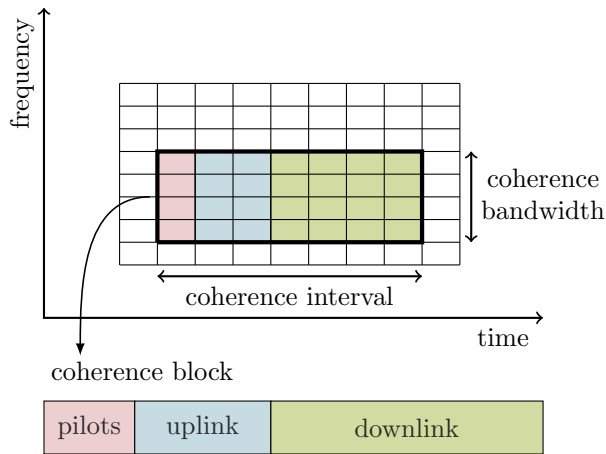 frequency
coherence
bandwidth
coherence interval
time
coherence block
pilots
uplink
downlink